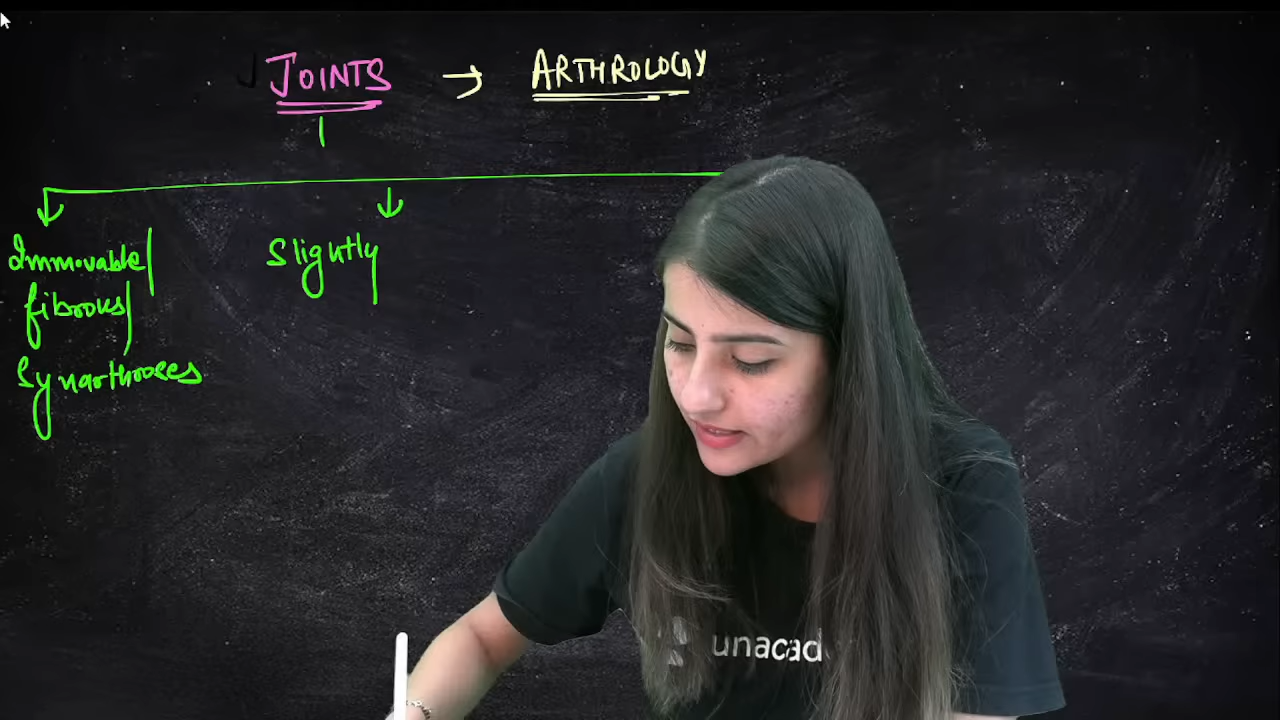 JOINTS → ARTHROLOGY
Immovable/
fibrous/
Synarthroses
Slightly
unacad